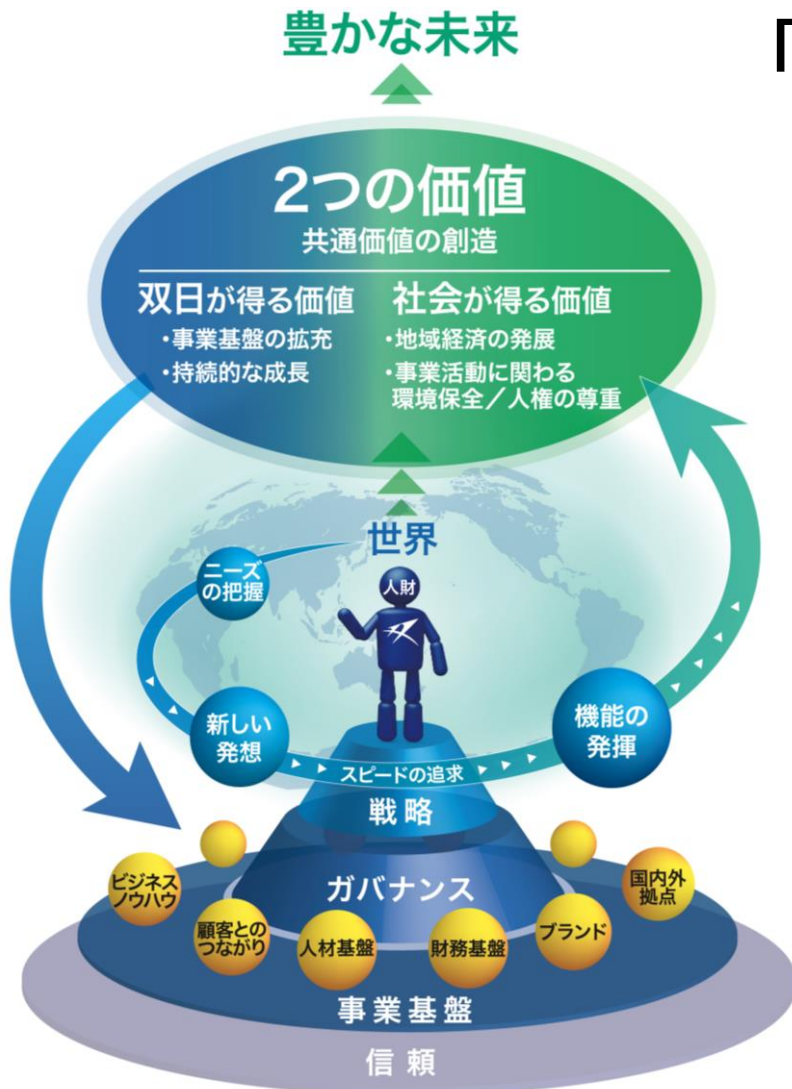 豊かな未来
「
2つの価値
共通価値の創造
双日が得る価値
・事業基盤の拡充
・持続的な成長
社会が得る価値
・地域経済の発展
・事業活動に関わる
環境保全／人権の尊重
世界
ニーズ
の把握
人財
新しい
発想
スピードの追求
機能の
発揮
戦略
ガバナンス
ビジネス
ノウハウ
顧客との
つながり
人材基盤
財務基盤
ブランド
国内外
拠点
事業基盤
信頼